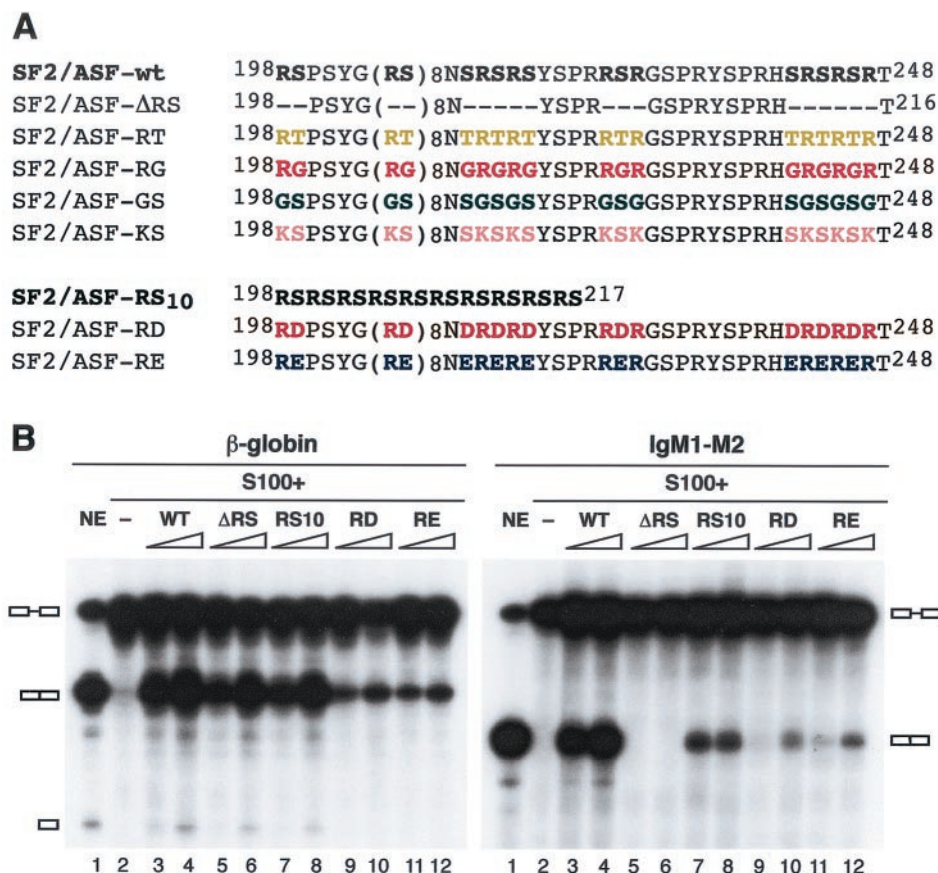 A
SF2/ASF-wt 198RSPSYG(RS)8NSRSRSYSPRRSRGSPRYSPRHSRSRSRT248
SF2/ASF-ΔRS 198--PSYG(--)8N-----YSPR---GSPRYSPRH------T216
SF2/ASF-RT 198RTPSYG(RT)8NTRTRTYSPRRTRGSPRYSPRHTRTRTRT248
SF2/ASF-RG 198RGPSYG(RG)8NGRGRGYSPRRGRGSPRYSPRHGRGRGRT248
SF2/ASF-GS 198GSPSYG(GS)8NSGSGSYSPRGSGGSPRYSPRHSGSGSGT248
SF2/ASF-KS 198KSPSYG(KS)8NSKSKSYSPRKSKGSPRYSPRHSKSKSKT248
SF2/ASF-RS10 198RSRSRSRSRSRSRSRSRSRS217
SF2/ASF-RD 198RDPSYG(RD)8NDRDRDYSPRRDRGSPRYSPRHDRDRDRT248
SF2/ASF-RE 198REPSYG(RE)8NEREREYSPRRERGSPRYSPRHERERERT248
B
β-globin IgM1-M2
S100+ S100+
NE – WT ΔRS RS10 RD RE NE – WT ΔRS RS10 RD RE
1 2 3 4 5 6 7 8 9 10 11 12 1 2 3 4 5 6 7 8 9 10 11 12